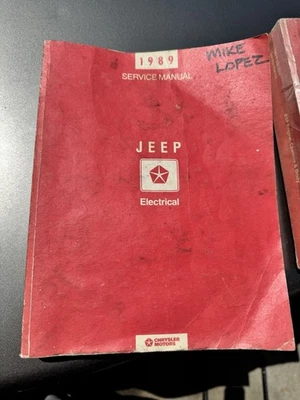 1989
SERVICE MANUAL
MIKE
LOPEZ
JEEP
Electrical
CHRYSLER
MOTORS